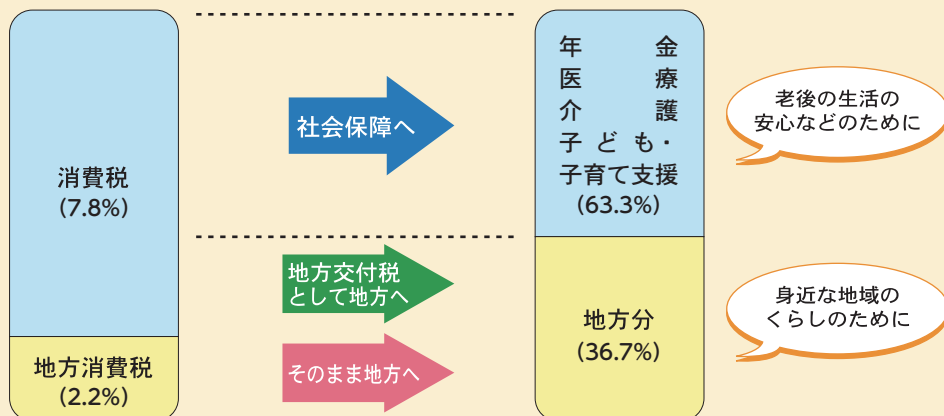 消費税
(7.8%)
地方消費税
(2.2%)
社会保障へ
地方交付税
として地方へ
そのまま地方へ
年金
医療
介護
子ども・
子育て支援
(63.3%)
地方分
(36.7%)
老後の生活の
安心などのために
身近な地域の
くらしのために